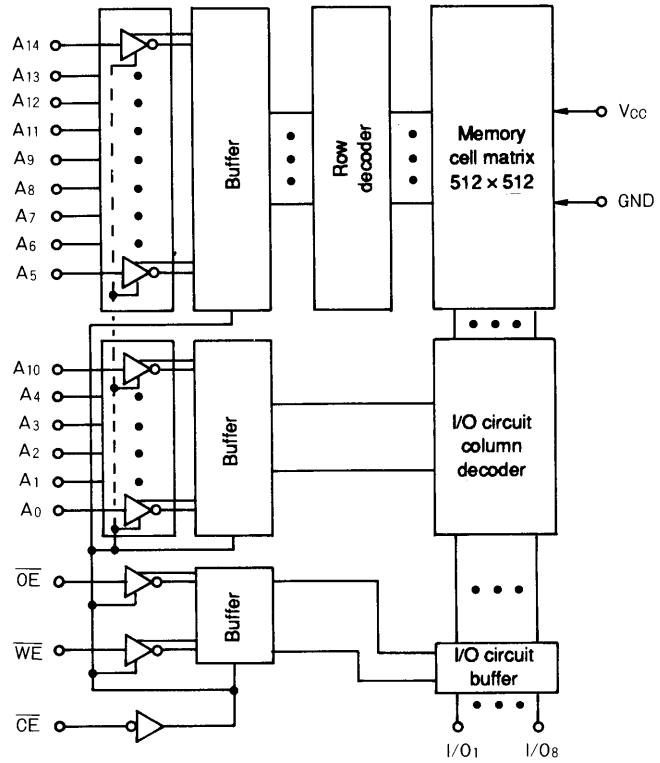 A14
A13
A12
A11
A9
A8
A7
A6
A5
Buffer
Row
decoder
Memory
cell matrix
512 × 512
VCC
GND
A10
A4
A3
A2
A1
A0
Buffer
I/O circuit
column
decoder
OE
WE
CE
Buffer
I/O circuit
buffer
I/O1
I/O8